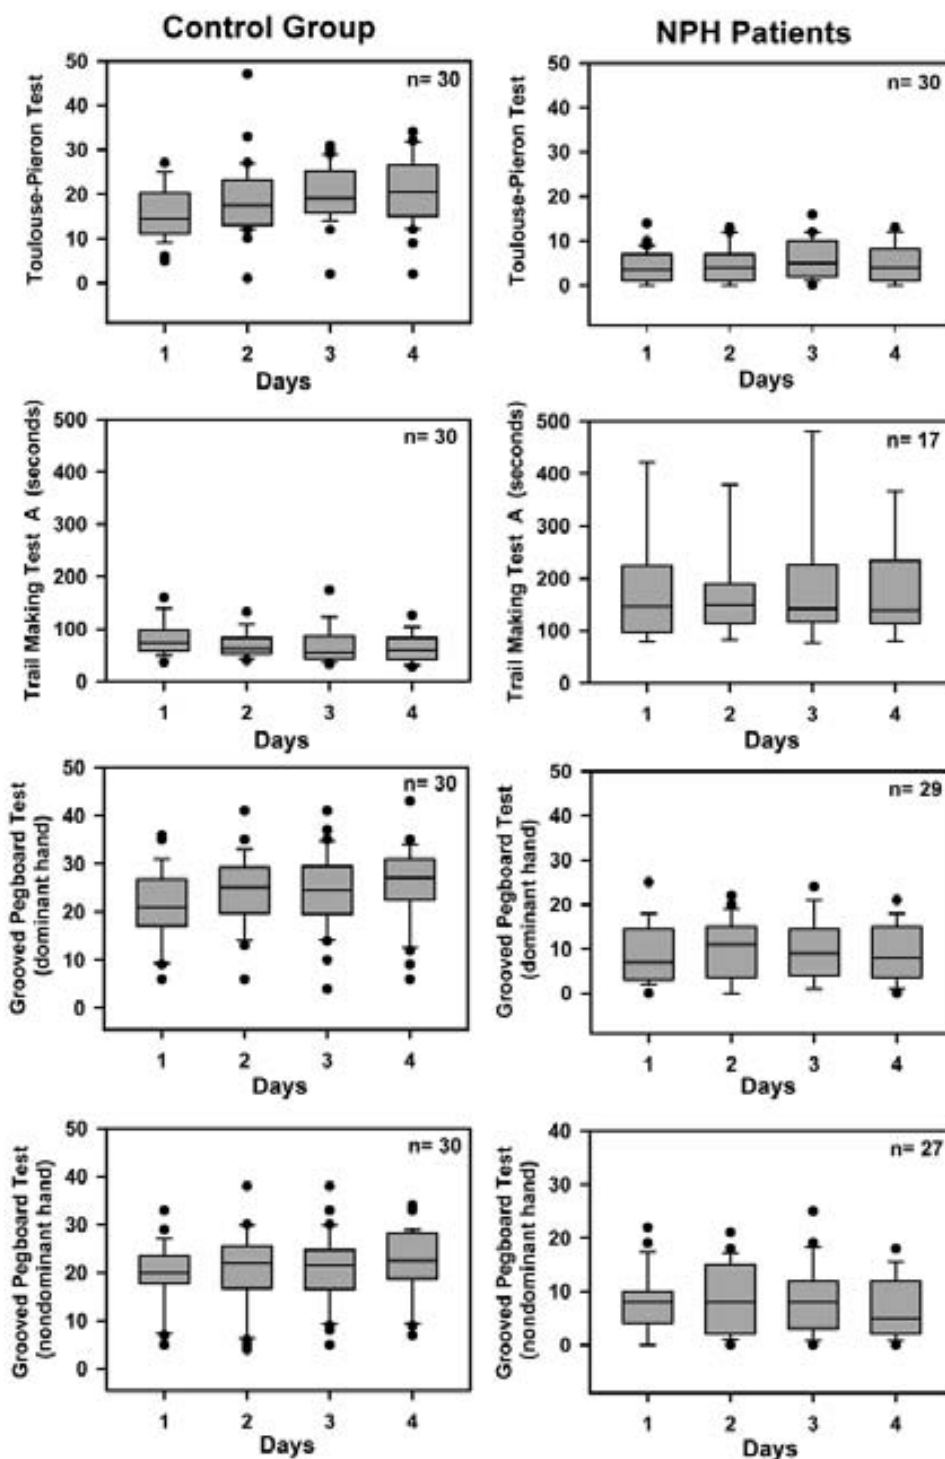 Control Group
NPH Patients
Toulouse-Pieron Test
50
40
30
20
10
0
n= 30
1 2 3 4
Days
Toulouse-Pieron Test
50
40
30
20
10
0
n= 30
1 2 3 4
Days
Trail Making Test A (seconds)
500
400
300
200
100
0
n= 30
1 2 3 4
Days
Trail Making Test A (seconds)
500
400
300
200
100
0
n= 17
1 2 3 4
Days
Grooved Pegboard Test
(dominant hand)
50
40
30
20
10
0
n= 30
1 2 3 4
Days
Grooved Pegboard Test
(dominant hand)
50
40
30
20
10
0
n= 29
1 2 3 4
Days
Grooved Pegboard Test
(nondominant hand)
50
40
30
20
10
0
n= 30
1 2 3 4
Days
Grooved Pegboard Test
(nondominant hand)
40
30
20
10
0
n= 27
1 2 3 4
Days